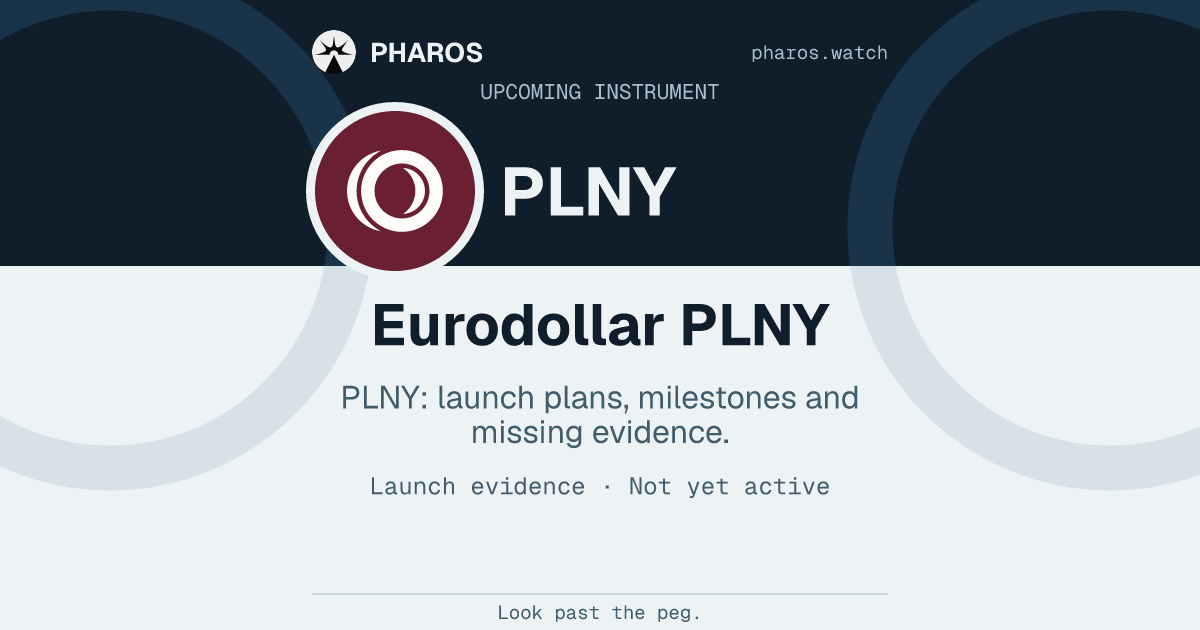 PHAROS
pharos.watch
UPCOMING INSTRUMENT
PLNY
Eurodollar PLNY
PLNY: launch plans, milestones and
missing evidence.
Launch evidence · Not yet active
Look past the peg.